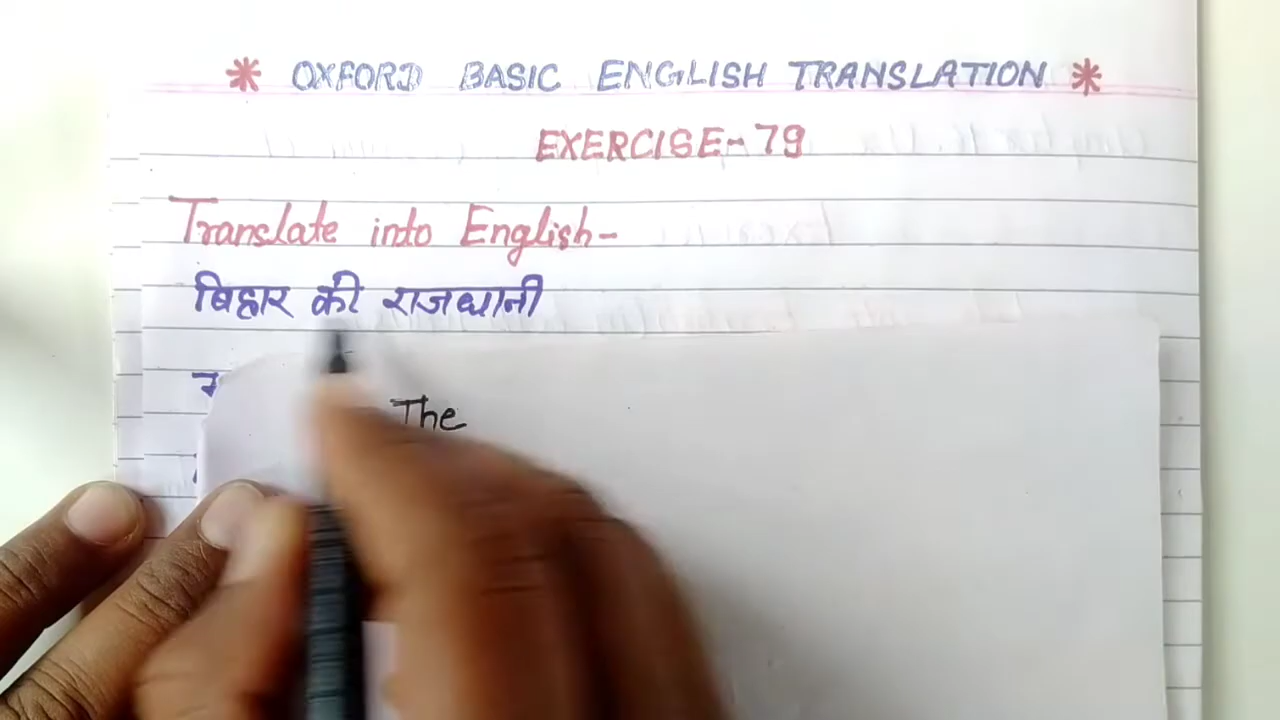 * OXFORD BASIC ENGLISH TRANSLATION *
EXERCISE-79
Translate into English-
बिहार की राजधानी
The